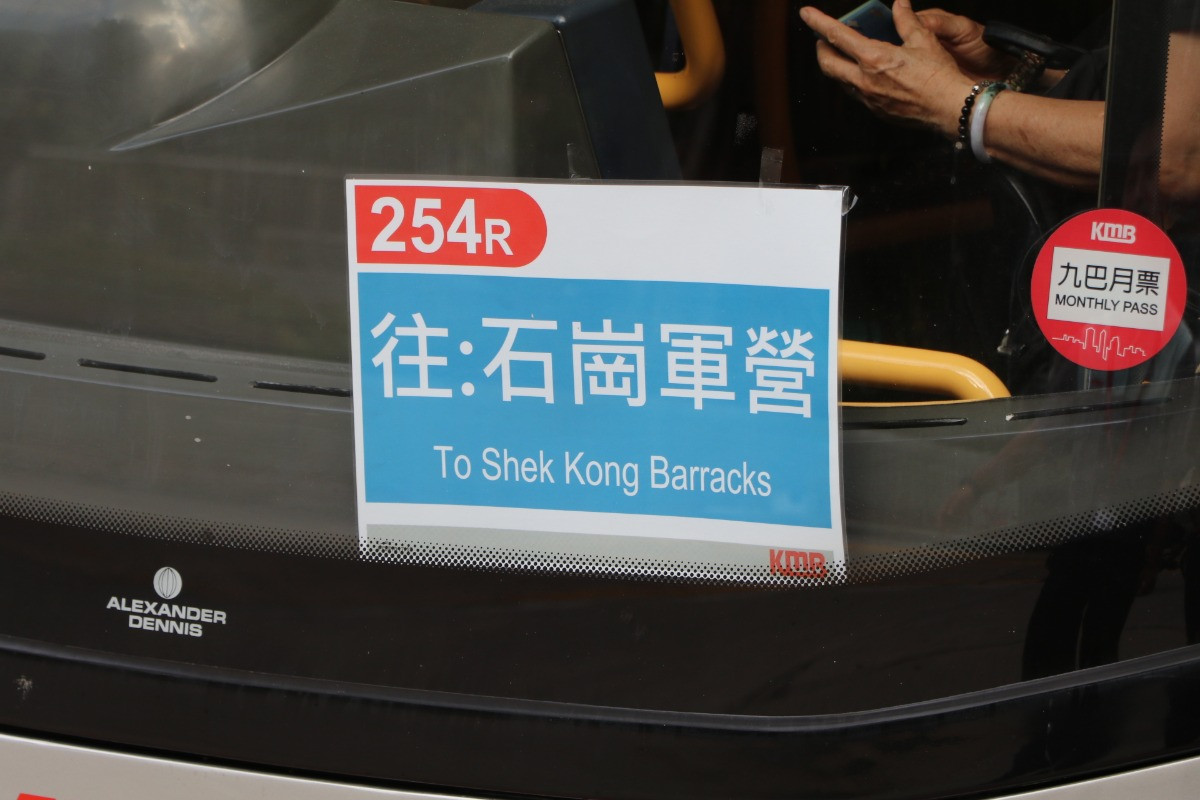 254R
往:石崗軍營
To Shek Kong Barracks
KMB
KMB
九巴月票
MONTHLY PASS
ALEXANDER
DENNIS